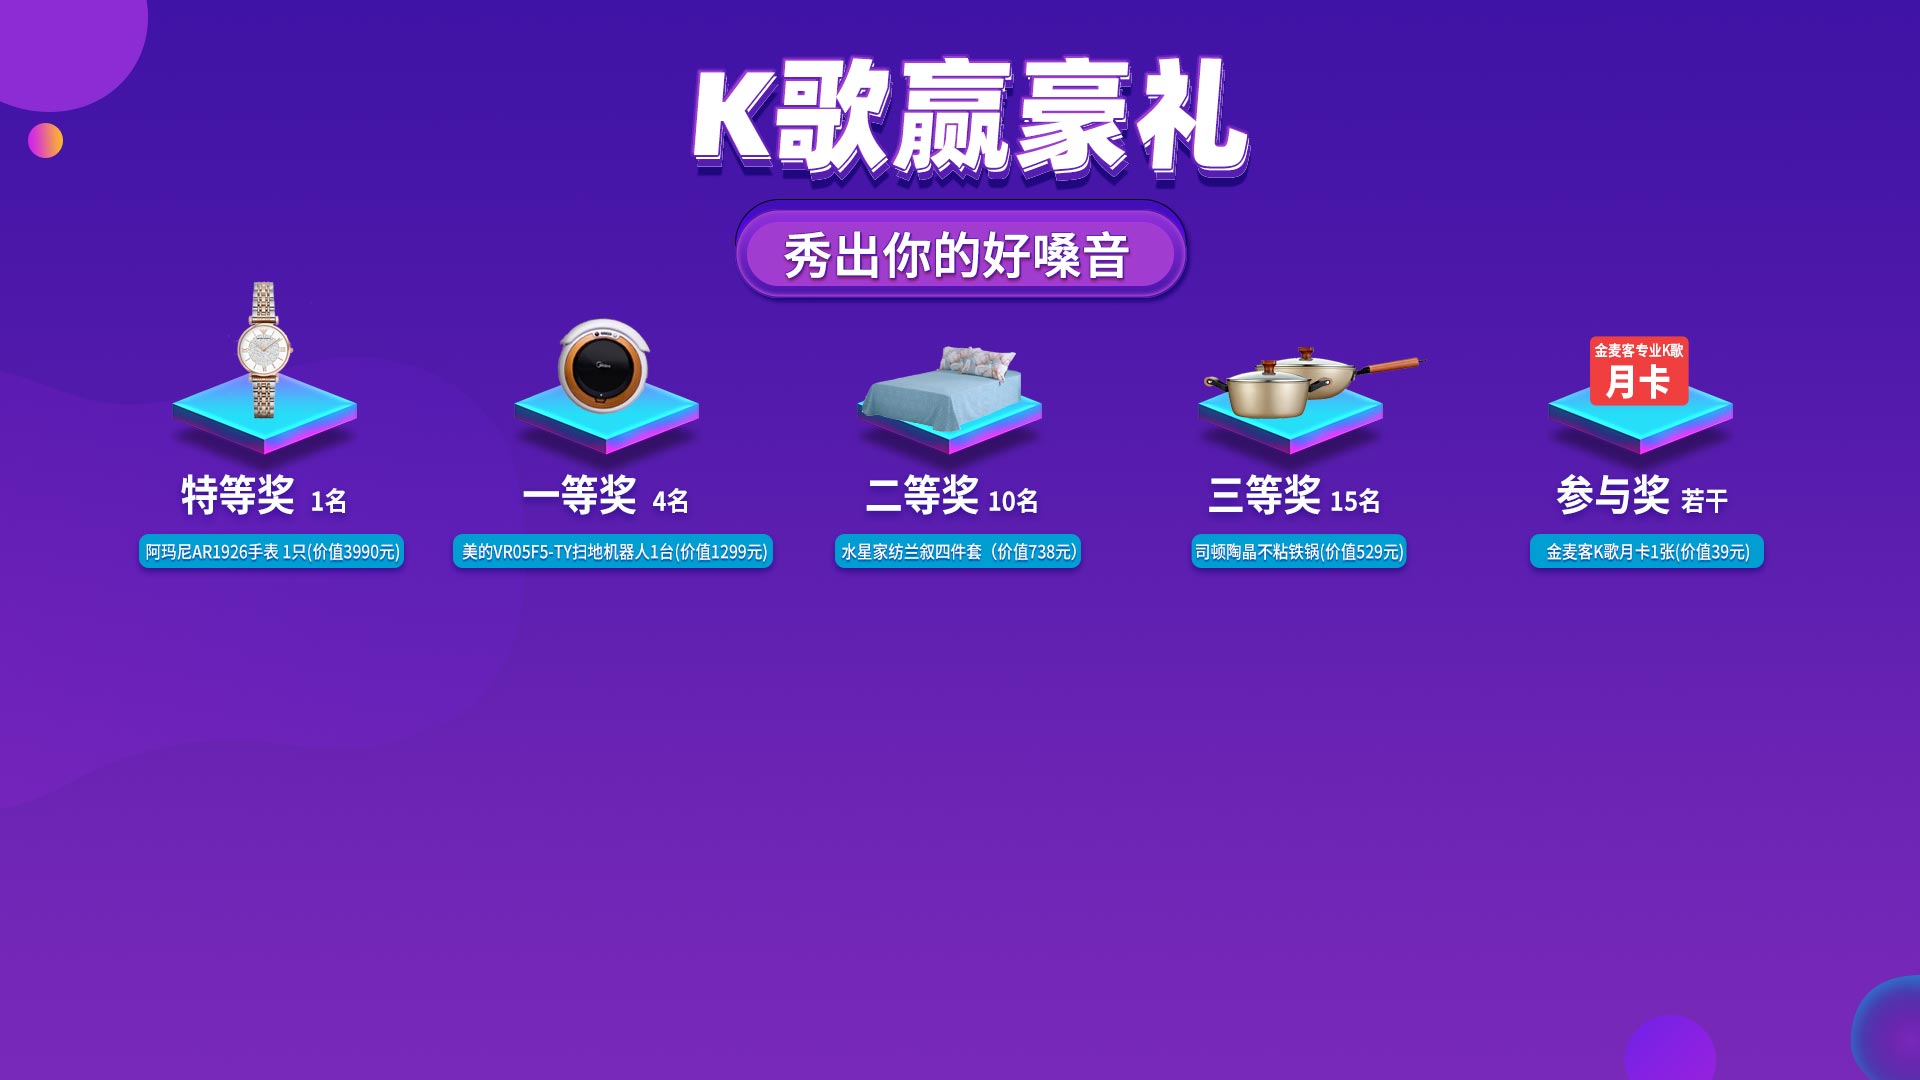 K歌赢豪礼
秀出你的好嗓音
金麦客专业K歌
月卡
特等奖 1名
阿玛尼AR1926手表 1只(价值3990元)
一等奖 4名
美的VR05F5-TY扫地机器人1台(价值1299元)
二等奖 10名
水星家纺兰叙四件套（价值738元）
三等奖 15名
司顿陶晶不粘铁锅(价值529元)
参与奖 若干
金麦客K歌月卡1张(价值39元)